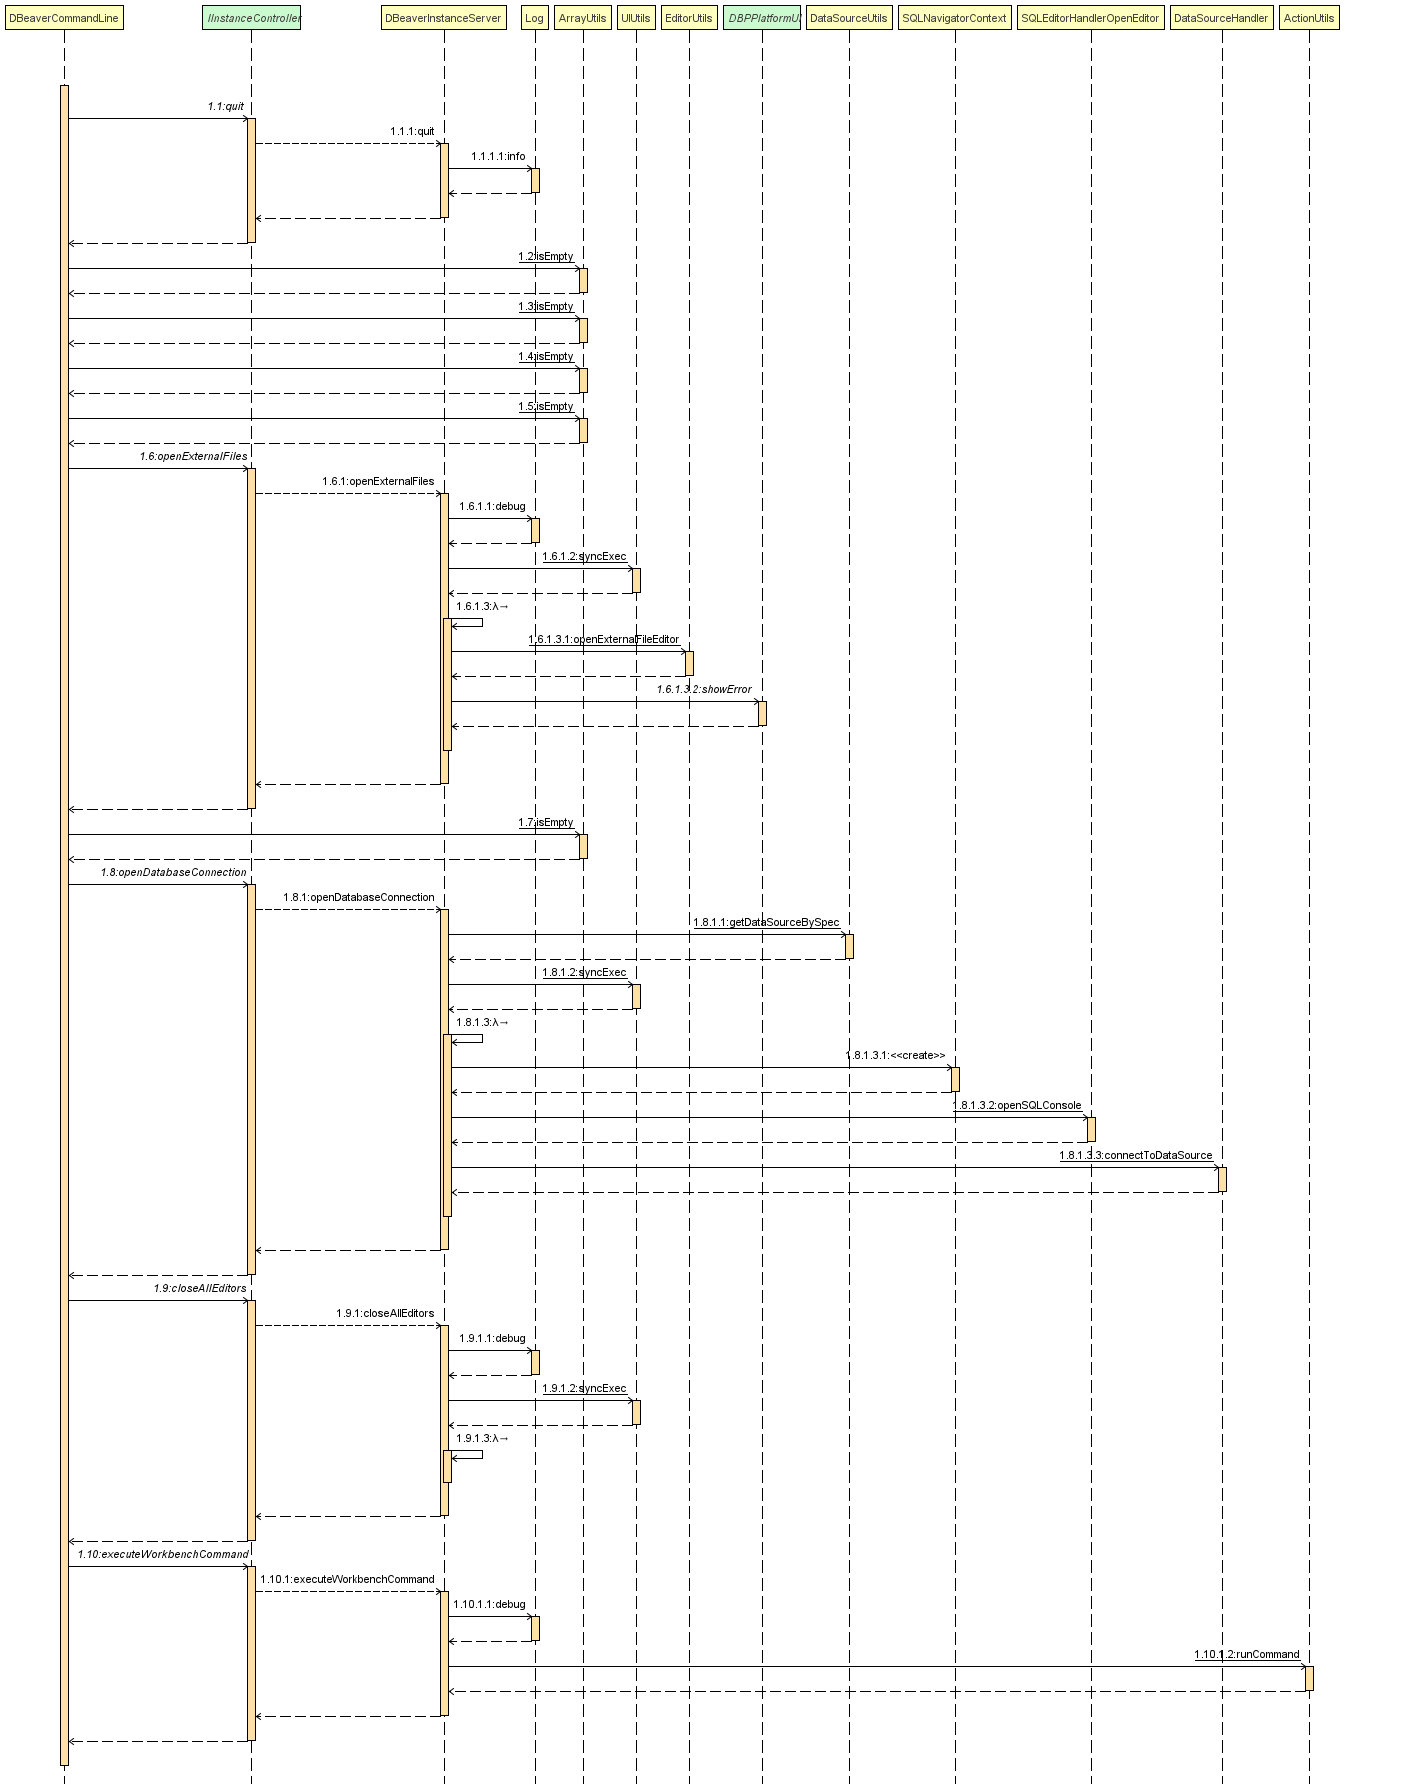 DBeaverCommandLine
IInstanceController
DBeaverInstanceServer
Log
ArrayUtils
UIUtils
EditorUtils
DBPPlatformUI
DataSourceUtils
SQLNavigatorContext
SQLEditorHandlerOpenEditor
DataSourceHandler
ActionUtils
1.1:quit
1.1.1:quit
1.1.1.1:info
1.2:isEmpty
1.3:isEmpty
1.4:isEmpty
1.5:isEmpty
1.6:openExternalFiles
1.6.1:openExternalFiles
1.6.1.1:debug
1.6.1.2:syncExec
1.6.1.3:λ→
1.6.1.3.1:openExternalFileEditor
1.6.1.3.2:showError
1.7:isEmpty
1.8:openDatabaseConnection
1.8.1:openDatabaseConnection
1.8.1.1:getDataSourceBySpec
1.8.1.2:syncExec
1.8.1.3:λ→
1.8.1.3.1:<<create>>
1.8.1.3.2:openSQLConsole
1.8.1.3.3:connectToDataSource
1.9:closeAllEditors
1.9.1:closeAllEditors
1.9.1.1:debug
1.9.1.2:syncExec
1.9.1.3:λ→
1.10:executeWorkbenchCommand
1.10.1:executeWorkbenchCommand
1.10.1.1:debug
1.10.1.2:runCommand